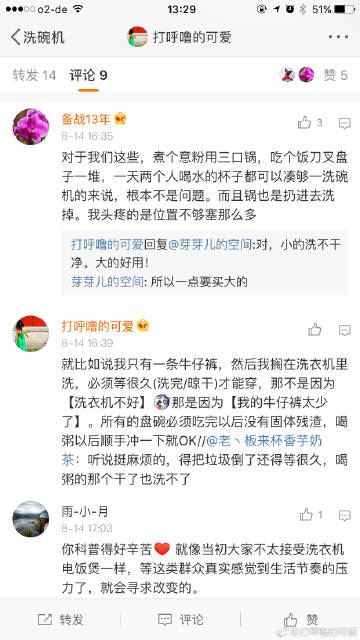 o2-de 13:29 51%
洗碗机 打呼噜的可爱
转发 14 评论 9 赞 5
备战13年
8-14 16:35
3
对于我们这些，煮个意粉用三口锅，吃个饭刀叉盘
子一堆，一天两个人喝水的杯子都可以凑够一洗碗
机的来说，根本不是问题。而且锅也是扔进去洗
掉。我头疼的是位置不够塞那么多
打呼噜的可爱回复@芽芽儿的空间:对，小的洗不干
净。大的好用！
芽芽儿的空间: 所以一点要买大的
打呼噜的可爱
8-14 16:39
就比如说我只有一条牛仔裤，然后我搁在洗衣机里
洗，必须等很久(洗完/晾干)才能穿，那不是因为
【洗衣机不好】那是因为【我的牛仔裤太少
了】。所有的盘碗必须吃完以后没有固体残渣，喝
粥以后顺手冲一下就OK//@老丶板来杯香芋奶
茶：听说挺麻烦的，得把垃圾倒了还得等很久，喝
粥的那个干了也洗不了
雨-小-月
8-14 17:03
你科普得好辛苦 就像当初大家不太接受洗衣机
电饭煲一样，等这类群众真实感觉到生活节奏的压
力了，就会寻求改变的。
转发 评论 赞
@打呼噜的可爱